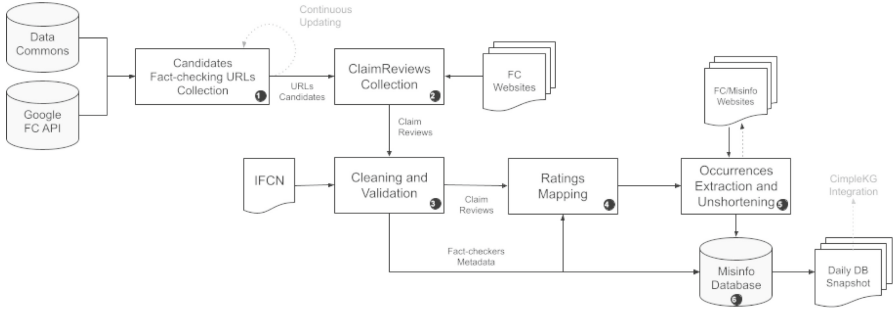 Data
Commons
Google
FC API
Continuous
Updating
Candidates
Fact-checking URLs
Collection
1
URLs
Candidates
ClaimReviews
Collection
2
FC
Websites
Claim
Reviews
FC/Misinfo
Websites
IFCN
Cleaning and
Validation
3
Claim
Reviews
Ratings
Mapping
4
Occurrences
Extraction and
Unshortening
5
CimpleKG
Integration
Fact-checkers
Metadata
Misinfo
Database
6
Daily DB
Snapshot